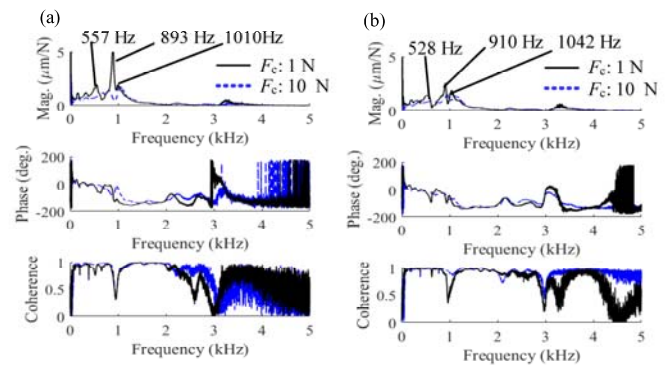 (a)
557 Hz 893 Hz 1010Hz
Mag. (µm/N)
5
0
Fc: 1 N
Fc: 10 N
0 1 2 3 4 5
Frequency (kHz)
Phase (deg.)
200
0
-200
0 1 2 3 4 5
Frequency (kHz)
Coherence
1
0.5
0
0 1 2 3 4 5
Frequency (kHz)
(b)
528 Hz 910 Hz 1042 Hz
Mag. (µm/N)
5
0
Fc: 1 N
Fc: 10 N
0 1 2 3 4 5
Frequency (kHz)
Phase (deg.)
200
0
-200
0 1 2 3 4 5
Frequency (kHz)
Coherence
1
0.5
0
0 1 2 3 4 5
Frequency (kHz)